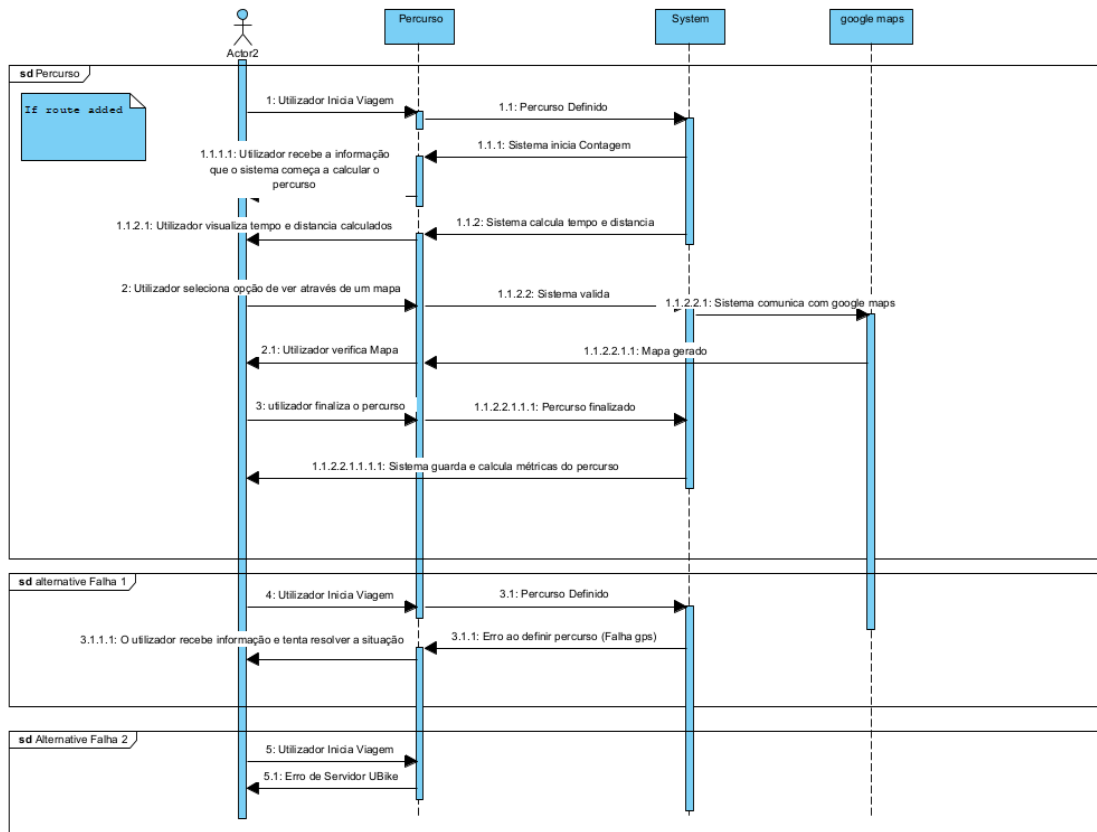 Percurso
System
google maps
Actor2
sd Percurso
If route added
1: Utilizador Inicia Viagem
1.1: Percurso Definido
1.1.1: Sistema inicia Contagem
1.1.1.1: Utilizador recebe a informação
que o sistema começa a calcular o
percurso
1.1.2: Sistema calcula tempo e distancia
1.1.2.1: Utilizador visualiza tempo e distancia calculados
2: Utilizador seleciona opção de ver através de um mapa
1.1.2.2: Sistema valida
1.1.2.2.1: Sistema comunica com google maps
2.1: Utilizador verifica Mapa
1.1.2.2.1.1: Mapa gerado
3: utilizador finaliza o percurso
1.1.2.2.1.1.1: Percurso finalizado
1.1.2.2.1.1.1.1: Sistema guarda e calcula métricas do percurso
sd alternative Falha 1
4: Utilizador Inicia Viagem
3.1: Percurso Definido
3.1.1: Erro ao definir percurso (Falha gps)
3.1.1.1: O utilizador recebe informação e tenta resolver a situação
sd Alternative Falha 2
5: Utilizador Inicia Viagem
5.1: Erro de Servidor UBike